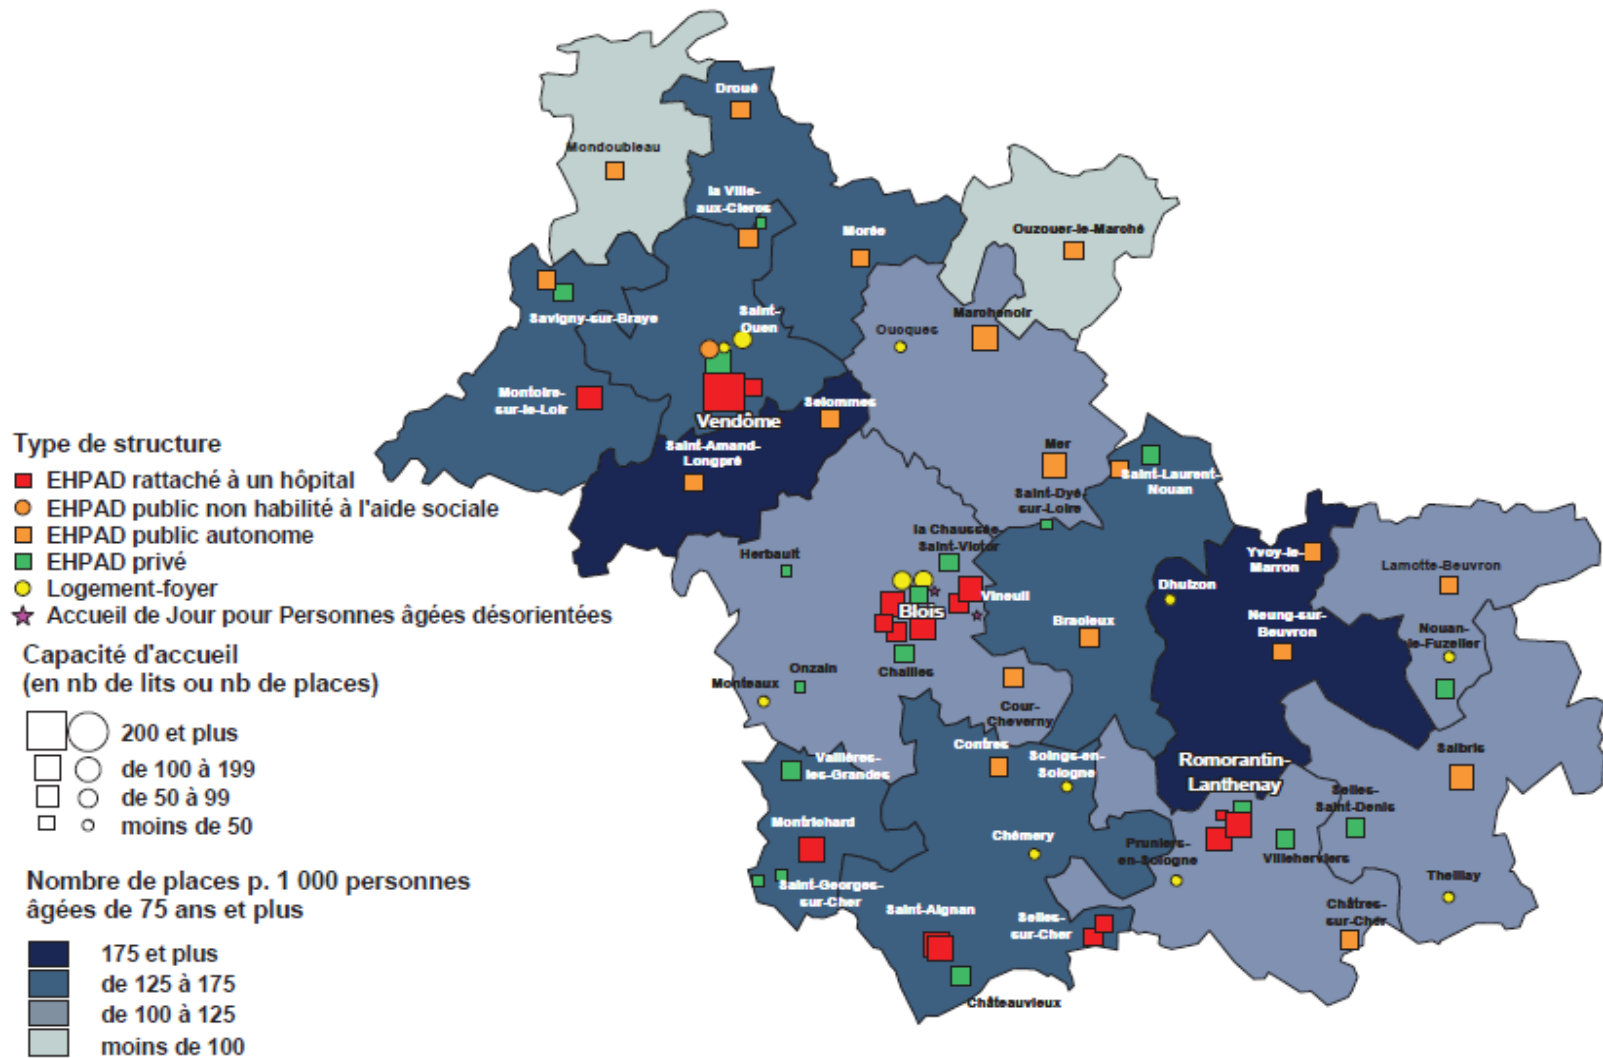 Droué
Mondoubleau
la Ville-
aux-Clercs
Morée
Ouzouer-le-Marché
Savigny-sur-Braye
Saint-
Ouen
Ouoques
Marchenoir
Montoire-
sur-le-Loir
Vendôme
Selommes
Saint-Amand-
Longpré
Mer
Saint-Laurent-
Nouan
Saint-Dyé-
sur-Loire
la Chaussée-
Saint-Victor
Herbault
Yvoy-le-
Marron
Lamotte-Beuvron
Dhuizon
Vineuil
Blois
Bracieux
Neung-sur-
Beuvron
Nouan-
le-Fuzelier
Chailles
Onzain
Monteaux
Cour-
Cheverny
Contres
Soings-en-
Sologne
Romorantin-
Lanthenay
Salbris
Vallières-
les-Grandes
Selles-
Saint-Denis
Montrichard
Chémery
Pruniers-
en-Sologne
Villeherviers
Theillay
Saint-Georges-
sur-Cher
Saint-Aignan
Selles-
sur-Cher
Châtres-
sur-Cher
Châteauvieux
Type de structure
EHPAD rattaché à un hôpital
EHPAD public non habilité à l'aide sociale
EHPAD public autonome
EHPAD privé
Logement-foyer
Accueil de Jour pour Personnes âgées désorientées
Capacité d'accueil
(en nb de lits ou nb de places)
200 et plus
de 100 à 199
de 50 à 99
moins de 50
Nombre de places p. 1 000 personnes
âgées de 75 ans et plus
175 et plus
de 125 à 175
de 100 à 125
moins de 100